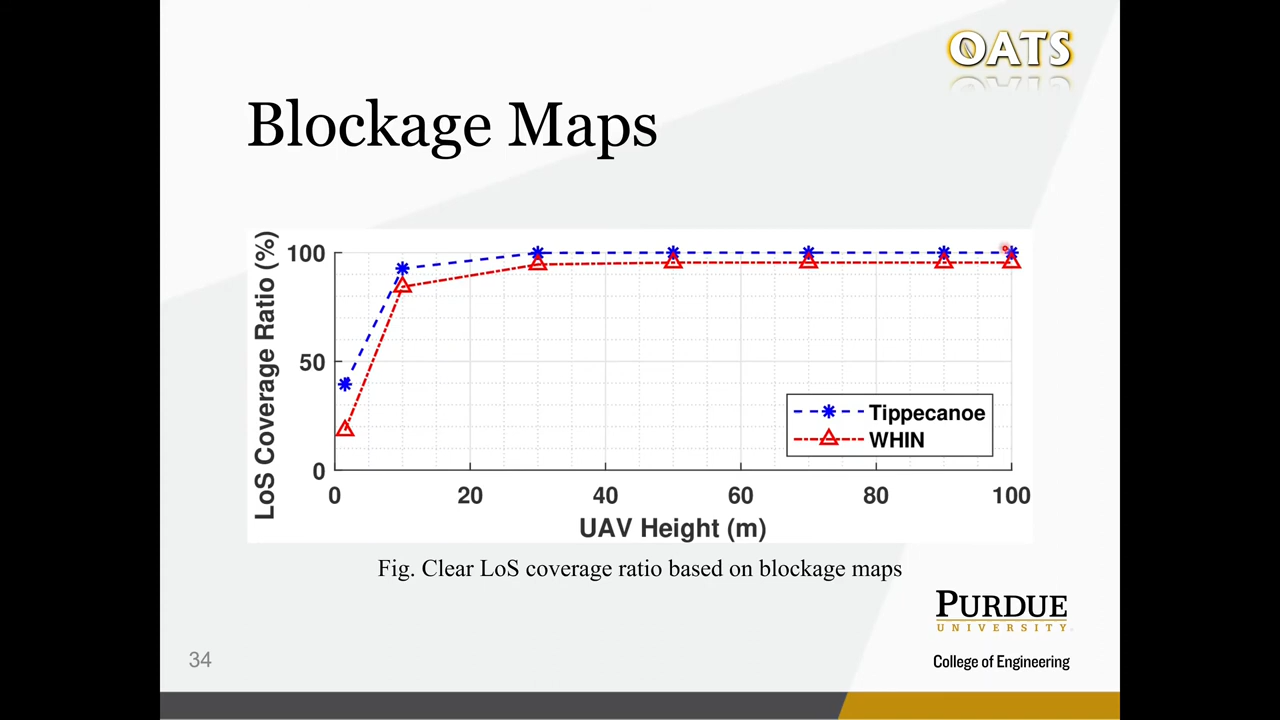 OATS
Blockage Maps
LoS Coverage Ratio (%)
100
50
0
0 20 40 60 80 100
UAV Height (m)
Tippecanoe
WHIN
Fig. Clear LoS coverage ratio based on blockage maps
PURDUE
UNIVERSITY
College of Engineering
34